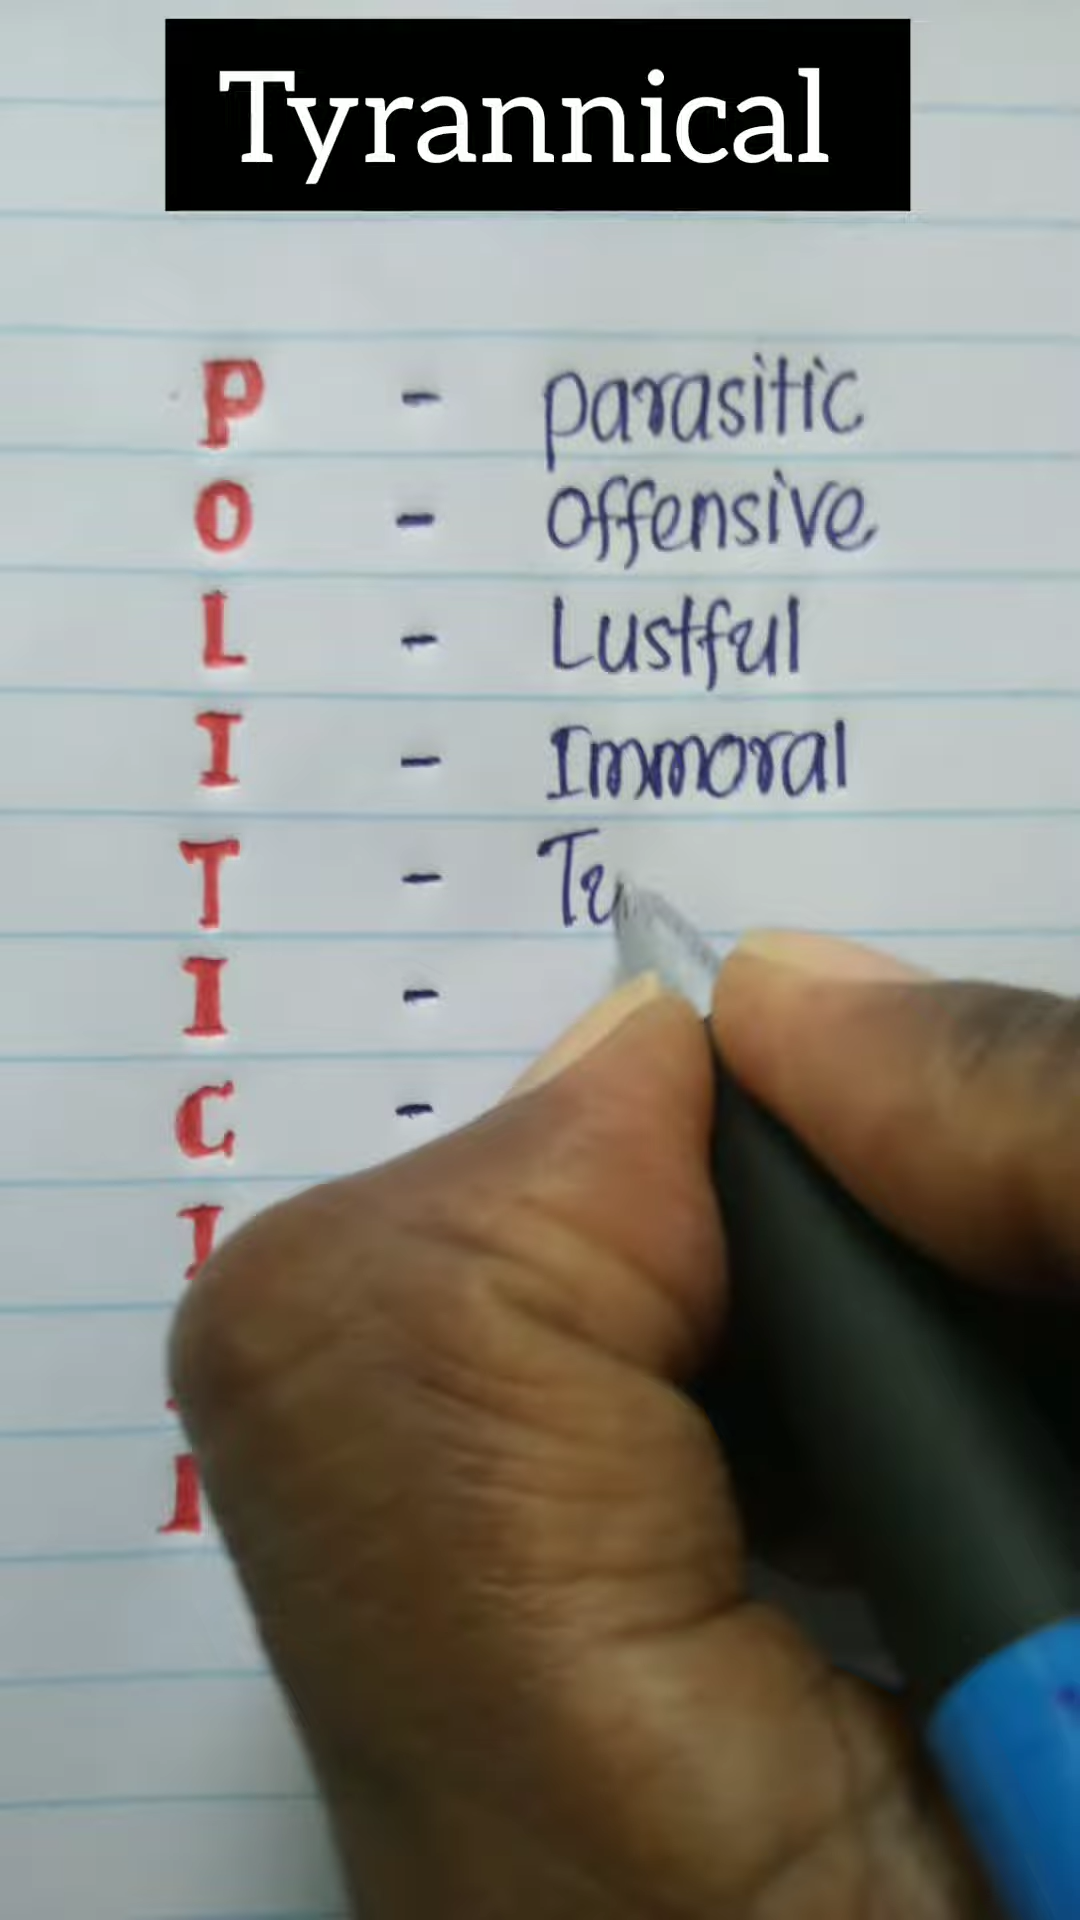 Tyrannical
P - parasitic
O - Offensive
L - Lustful
I - Immoral
T - Ty
I -
C -
I